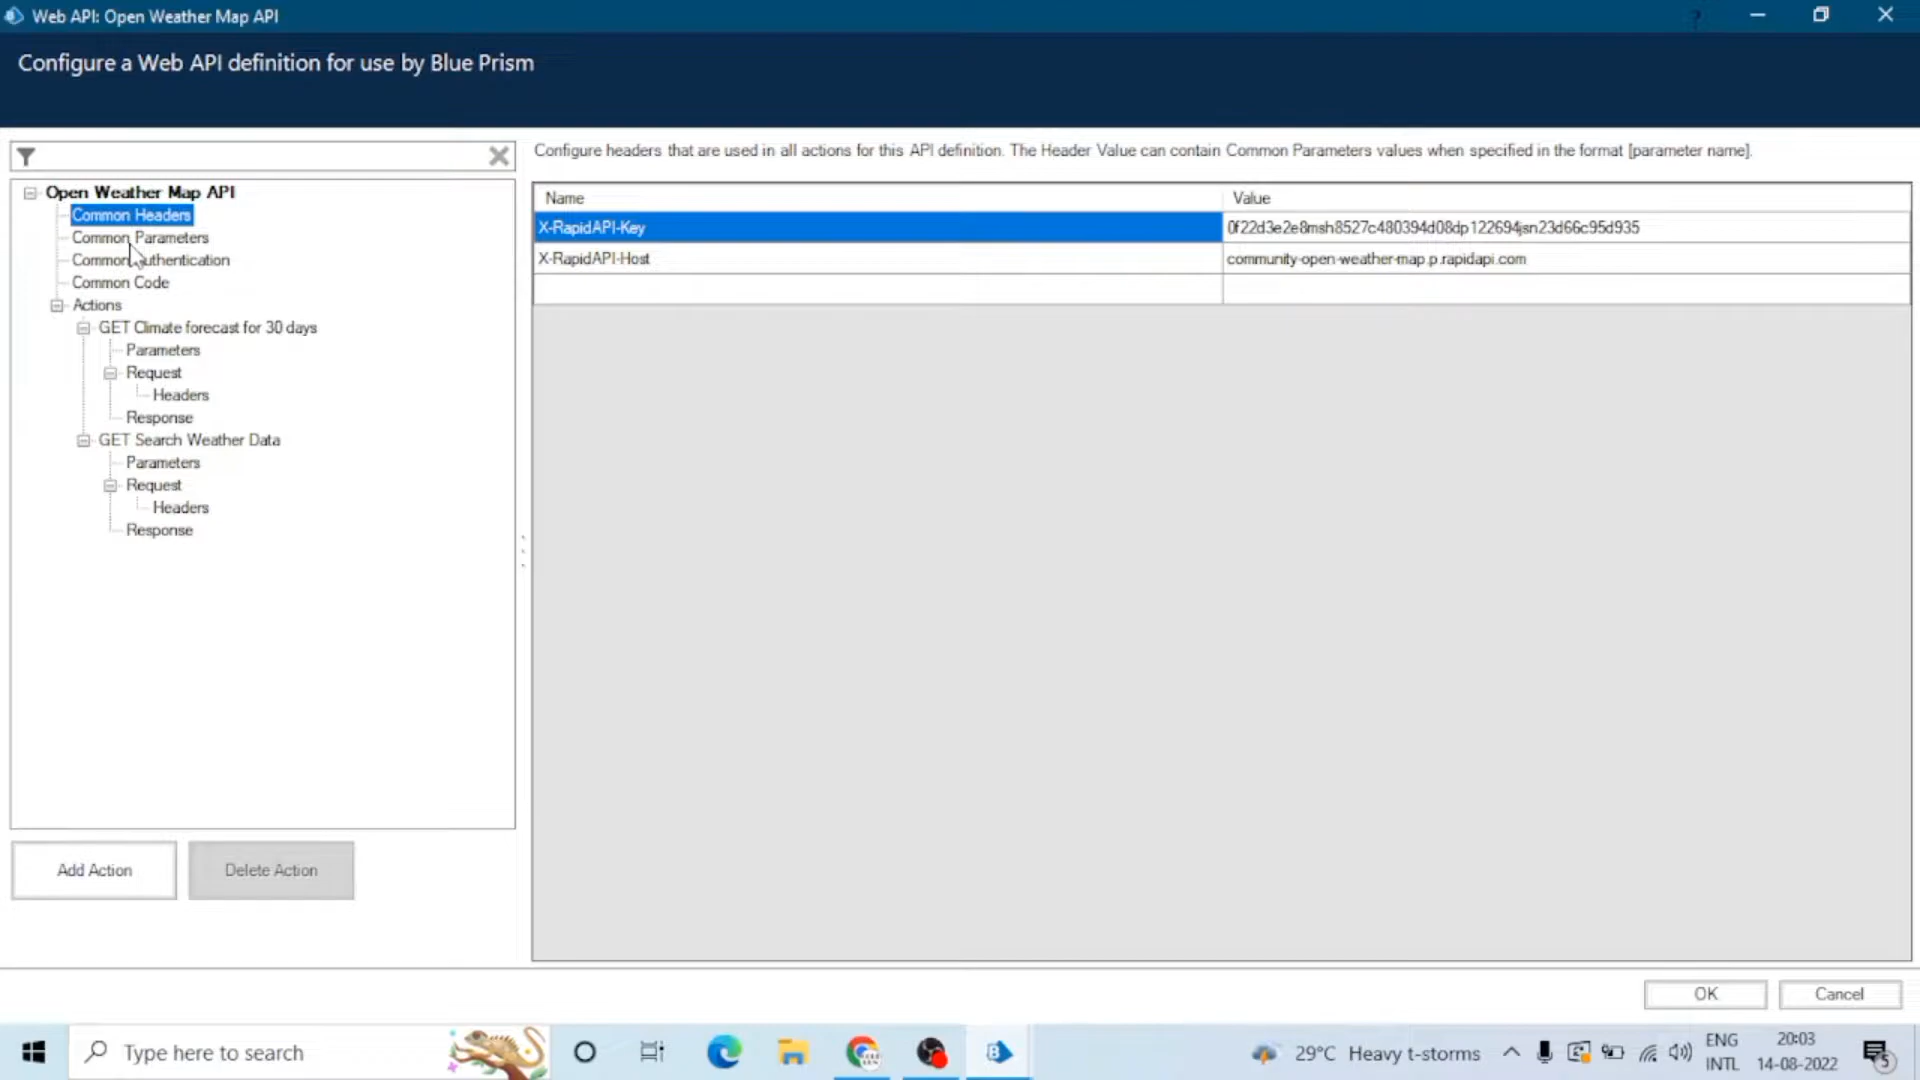 Web API: Open Weather Map API
Configure a Web API definition for use by Blue Prism
Configure headers that are used in all actions for this API definition. The Header Value can contain Common Parameters values when specified in the format [parameter name].
Open Weather Map API
Common Headers
Common Parameters
Common Authentication
Common Code
Actions
GET Climate forecast for 30 days
Parameters
Request
Headers
Response
GET Search Weather Data
Parameters
Request
Headers
Response
Name Value
X-RapidAPI-Key 0f22d3e2e8msh8527c480394d08dp122694jsn23d66c95d935
X-RapidAPI-Host community-open-weather-map.p.rapidapi.com
Add Action
Delete Action
OK
Cancel
Type here to search
29°C Heavy t-storms
ENG
INTL
20:03
14-08-2022
5